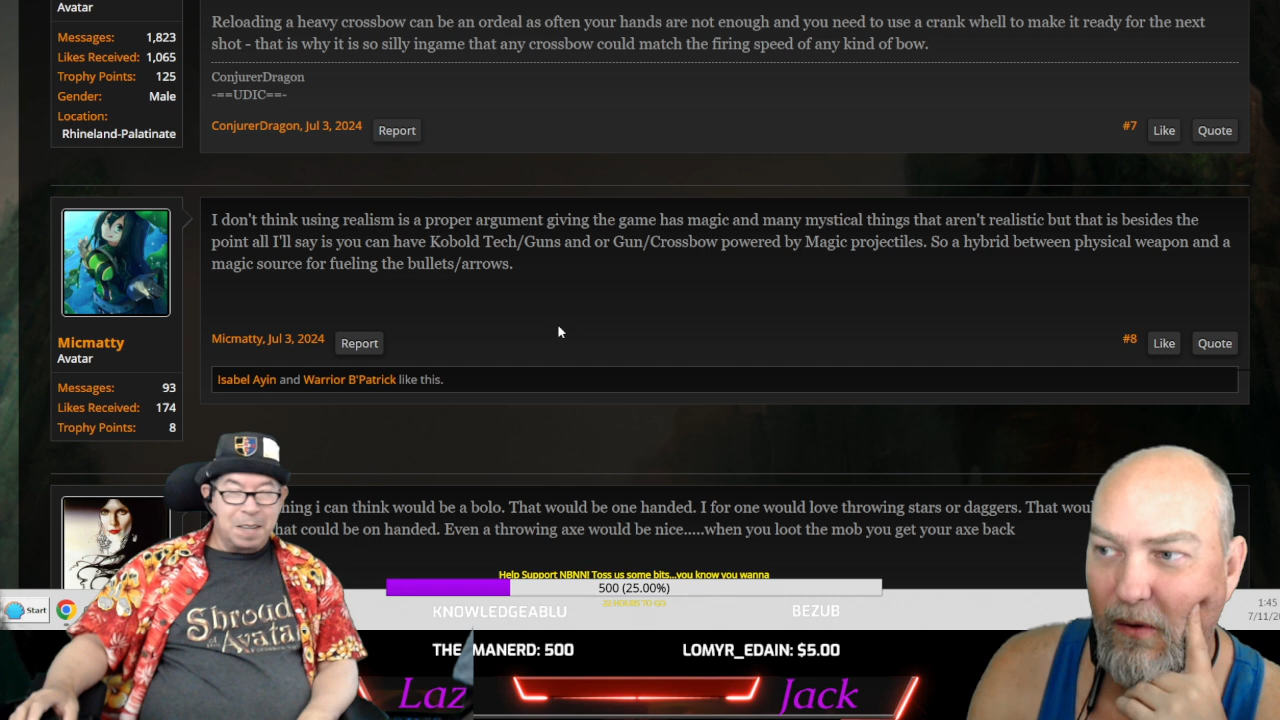 Avatar
Messages: 1,823
Likes Received: 1,065
Trophy Points: 125
Gender: Male
Location:
Rhineland-Palatinate
Reloading a heavy crossbow can be an ordeal as often your hands are not enough and you need to use a crank whell to make it ready for the next
shot - that is why it is so silly ingame that any crossbow could match the firing speed of any kind of bow.
ConjurerDragon
-==UDIC==-
ConjurerDragon, Jul 3, 2024 Report #7 Like Quote
Micmatty
Avatar
Messages: 93
Likes Received: 174
Trophy Points: 8
I don't think using realism is a proper argument giving the game has magic and many mystical things that aren't realistic but that is besides the
point all I'll say is you can have Kobold Tech/Guns and or Gun/Crossbow powered by Magic projectiles. So a hybrid between physical weapon and a
magic source for fueling the bullets/arrows.
Micmatty, Jul 3, 2024 Report #8 Like Quote
Isabel Ayin and Warrior B'Patrick like this.
i can think would be a bolo. That would be one handed. I for one would love throwing stars or daggers. That
could be on handed. Even a throwing axe would be nice.....when you loot the mob you get your axe back
Help Support NBNN! Toss us some bits...you know you wanna
500 (25.00%)
Start
KNOWLEDGEABLU BEZUB
1:45
Shroud
Avatar
THE_MANERD: 500 LOMYR_EDAIN: $5.00
Laz Jack